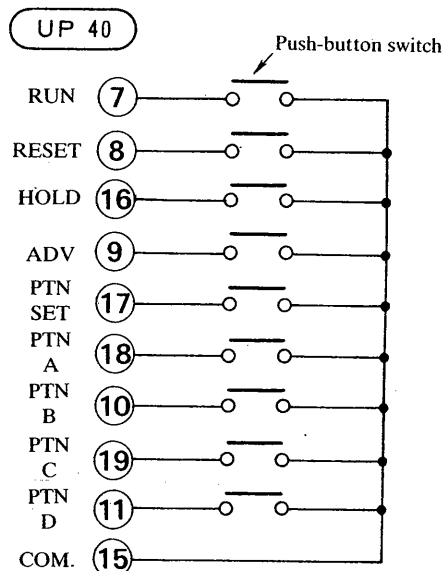 UP 40
Push-button switch
RUN 7
RESET 8
HOLD 16
ADV 9
PTN
SET 17
PTN
A 18
PTN
B 10
PTN
C 19
PTN
D 11
COM. 15